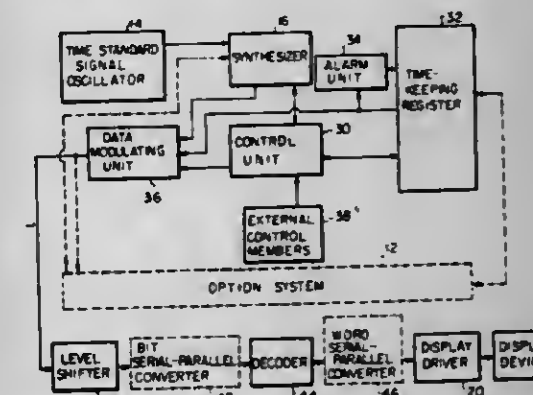 32
16
34
TIME STANDARD
SIGNAL
OSCILLATOR
SYNTHESIZER
ALARM
UNIT
TIME-
KEEPING
REGISTER
30
DATA
MODULATING
UNIT
CONTROL
UNIT
36
EXTERNAL
CONTROL
MEMBERS
38
12
OPTION SYSTEM
LEVEL
SHIFTER
BIT
SERIAL-PARALLEL
CONVERTER
DECODER
WORD
SERIAL-
PARALLEL
CONVERTER
DISPLAY
DRIVER
46
20